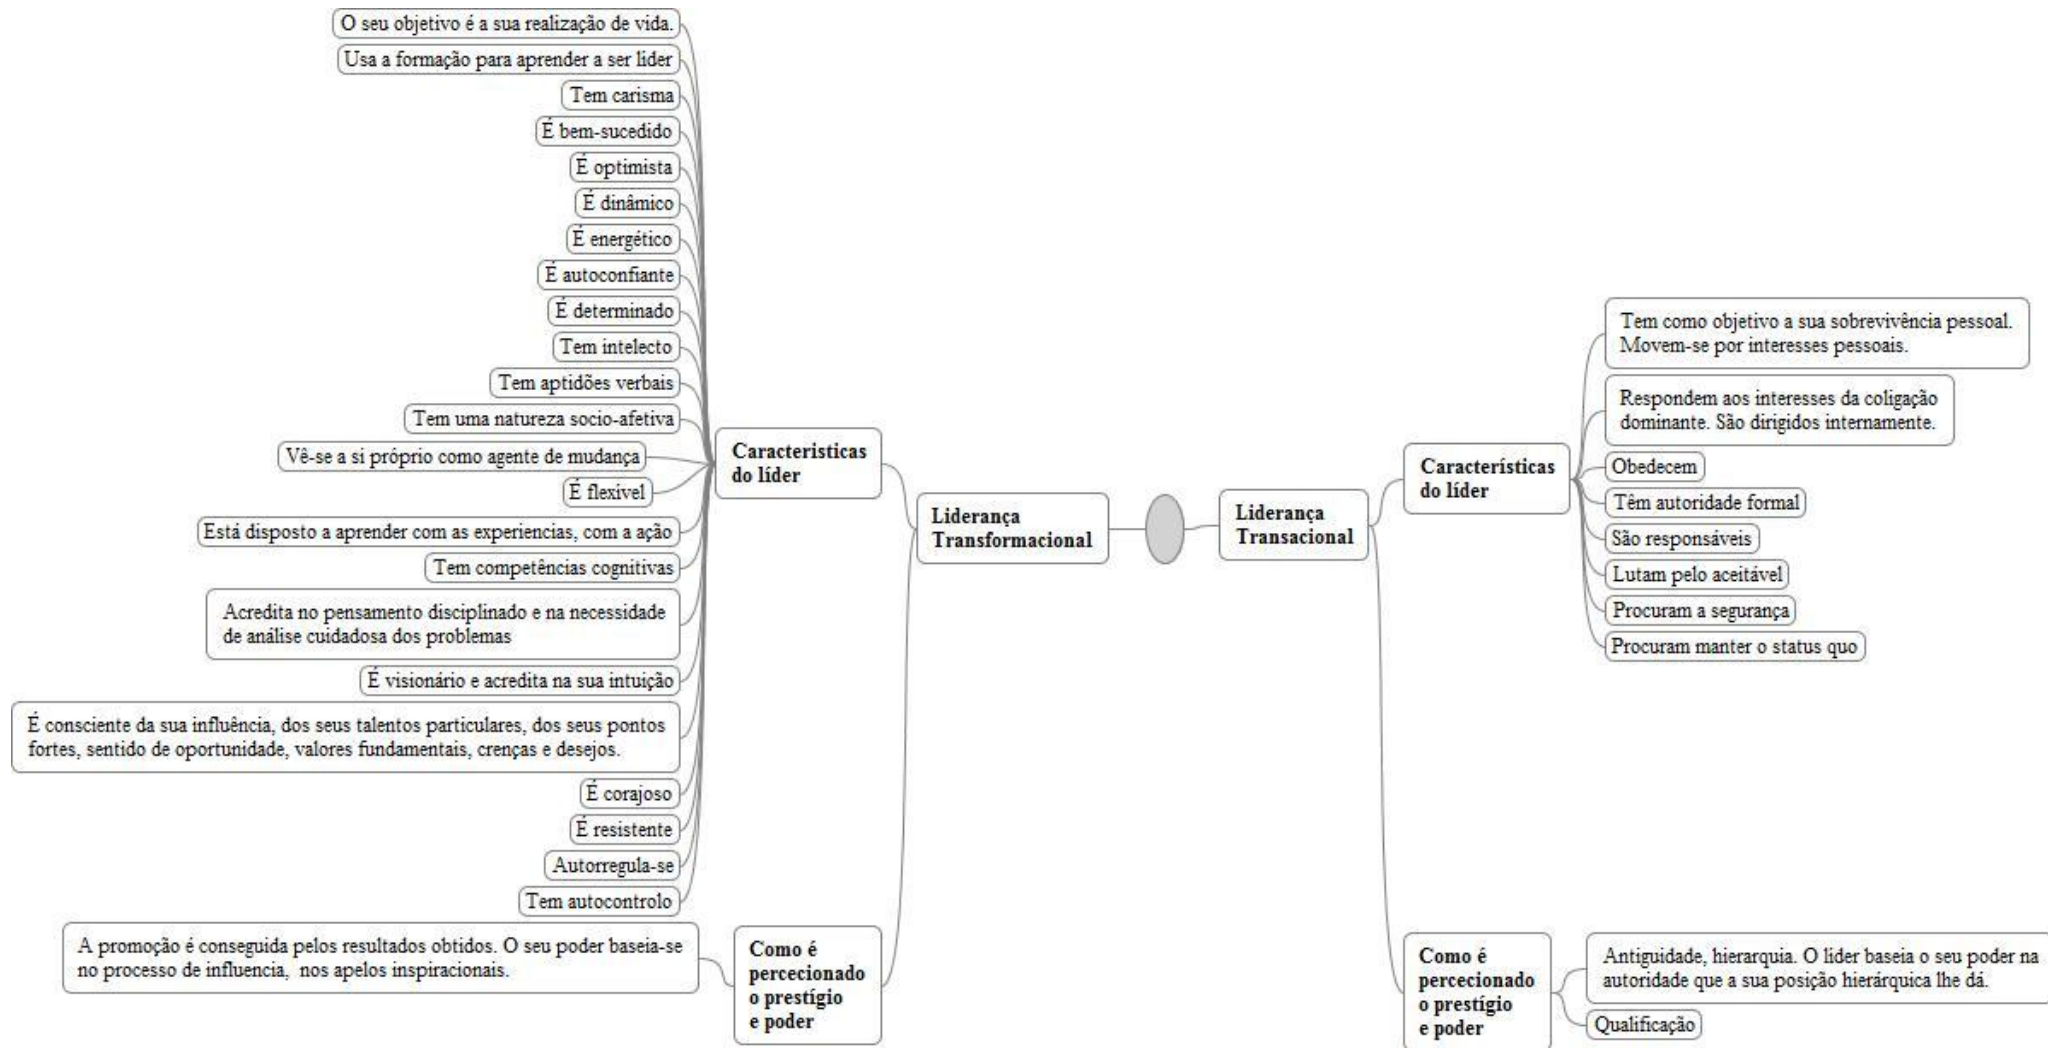 O seu objetivo é a sua realização de vida.
Usa a formação para aprender a ser líder
Tem carisma
É bem-sucedido
É optimista
É dinâmico
É energético
É autoconfiante
É determinado
Tem intelecto
Tem aptidões verbais
Tem uma natureza socio-afetiva
Vê-se a si próprio como agente de mudança
É flexível
Está disposto a aprender com as experiencias, com a ação
Tem competências cognitivas
Acredita no pensamento disciplinado e na necessidade
de análise cuidadosa dos problemas
É visionário e acredita na sua intuição
É consciente da sua influência, dos seus talentos particulares, dos seus pontos
fortes, sentido de oportunidade, valores fundamentais, crenças e desejos.
É corajoso
É resistente
Autorregula-se
Tem autocontrolo
Caracteristicas
do líder
A promoção é conseguida pelos resultados obtidos. O seu poder baseia-se
no processo de influencia, nos apelos inspiracionais.
Como é
percecionado
o prestígio
e poder
Liderança
Transformacional
Liderança
Transacional
Características
do líder
Tem como objetivo a sua sobrevivência pessoal.
Movem-se por interesses pessoais.
Respondem aos interesses da coligação
dominante. São dirigidos internamente.
Obedecem
Têm autoridade formal
São responsáveis
Lutam pelo aceitável
Procuram a segurança
Procuram manter o status quo
Como é
percecionado
o prestígio
e poder
Antiguidade, hierarquia. O líder baseia o seu poder na
autoridade que a sua posição hierárquica lhe dá.
Qualificação